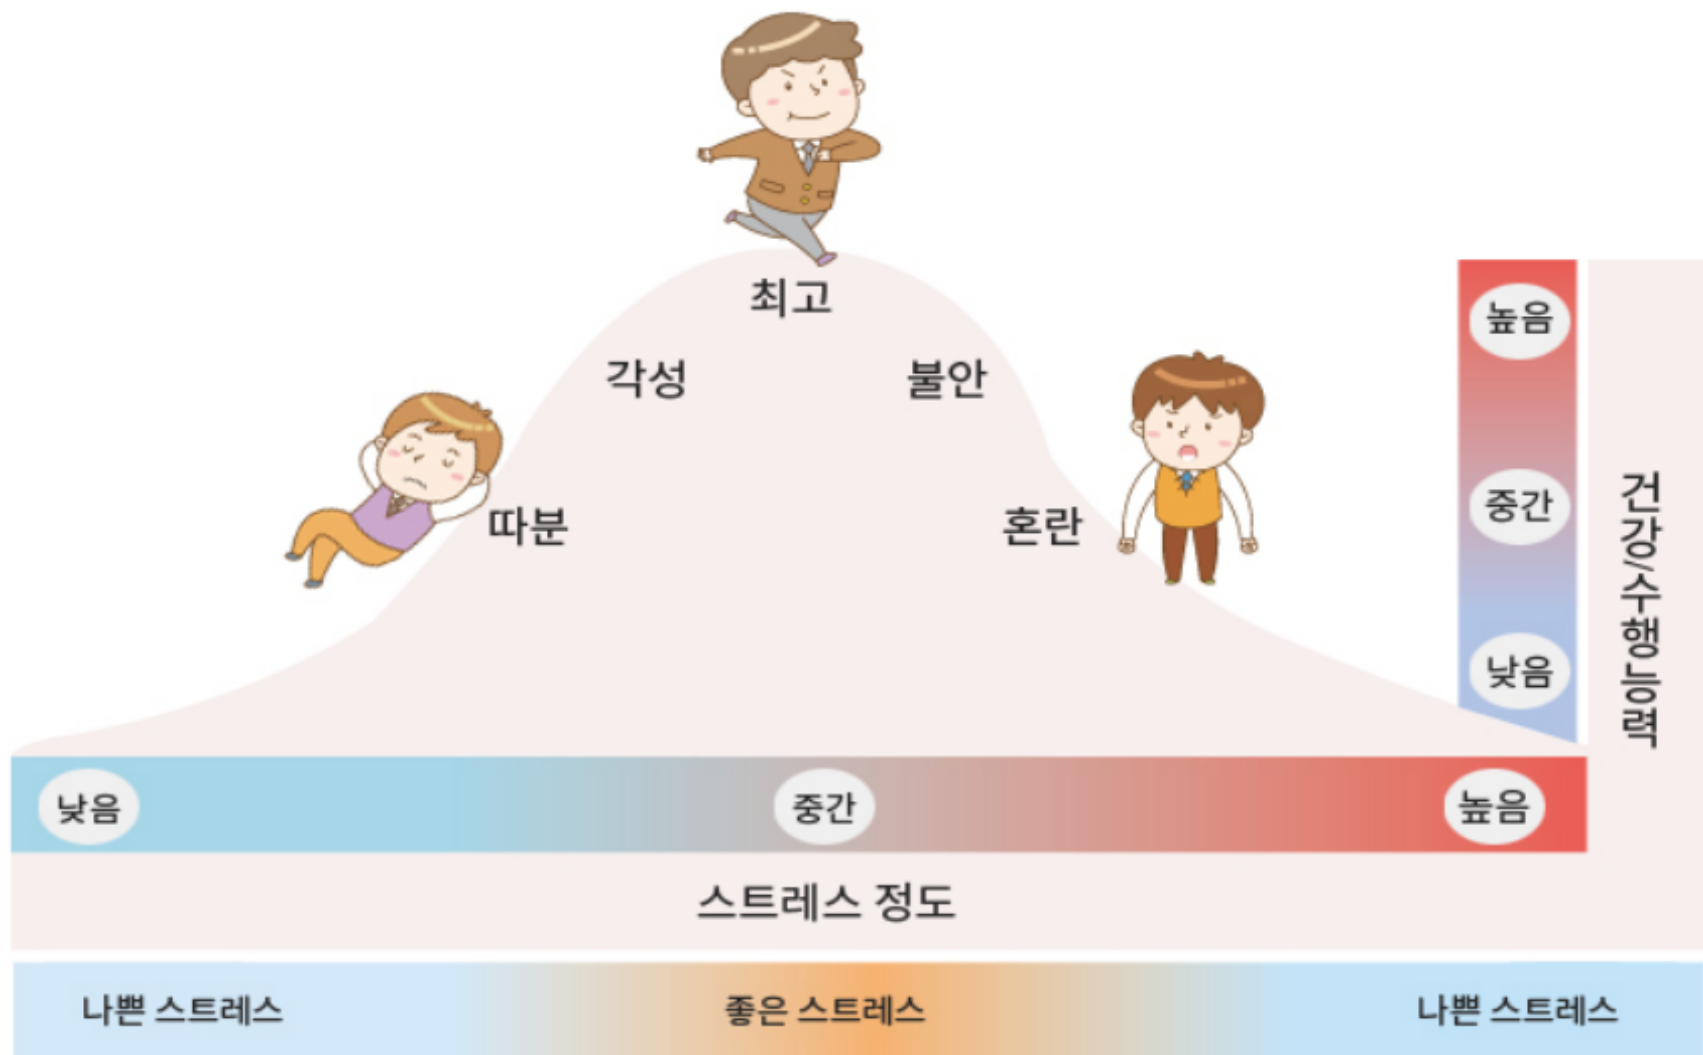 최고
각성
불안
따분
혼란
높음
중간
낮음
건강/수행능력
낮음
중간
높음
스트레스 정도
나쁜 스트레스
좋은 스트레스
나쁜 스트레스